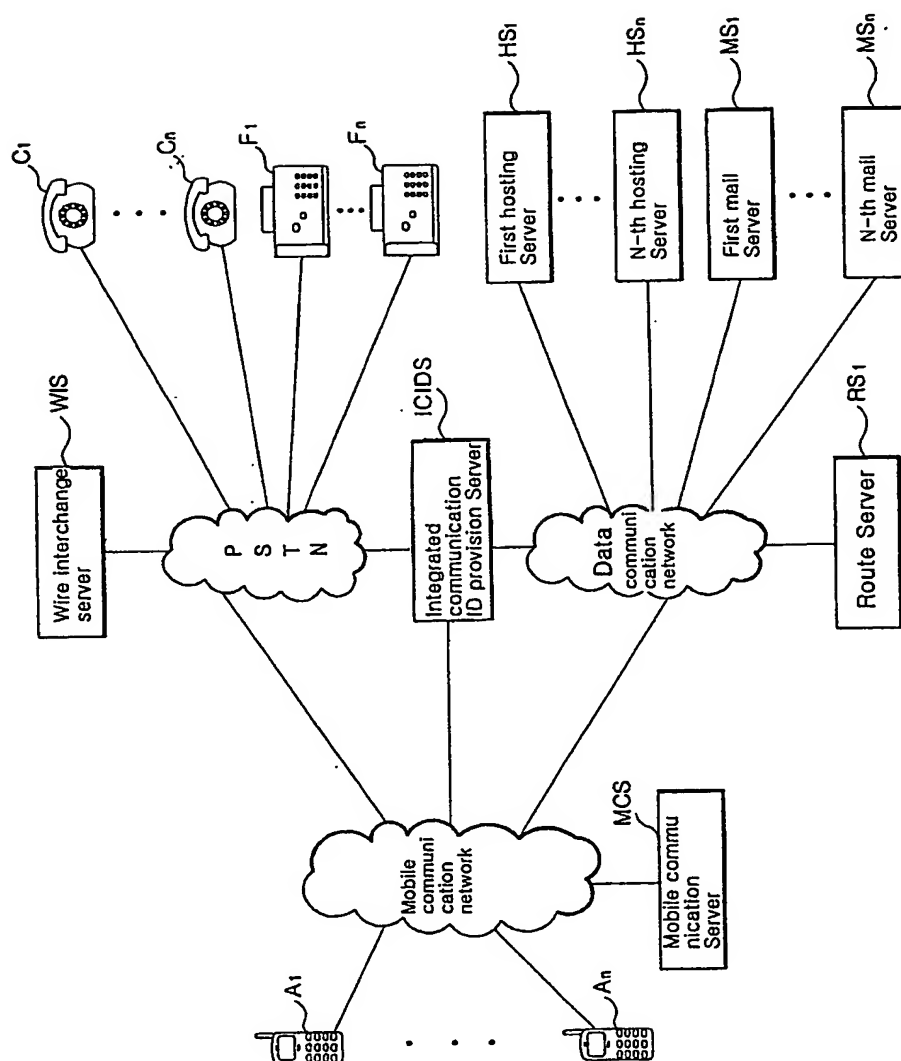 C1
Cn
F1
Fn
HS1
First hosting
Server
HSn
N-th hosting
Server
MS1
First mail
Server
MSn
N-th mail
Server
WIS
Wire interchange
server
P S T N
ICIDS
Integrated
communication
ID provision Server
Data
communi
cation
network
RS1
Route Server
Mobile
communi
cation
network
MCS
Mobile commu
nication
Server
A1
An